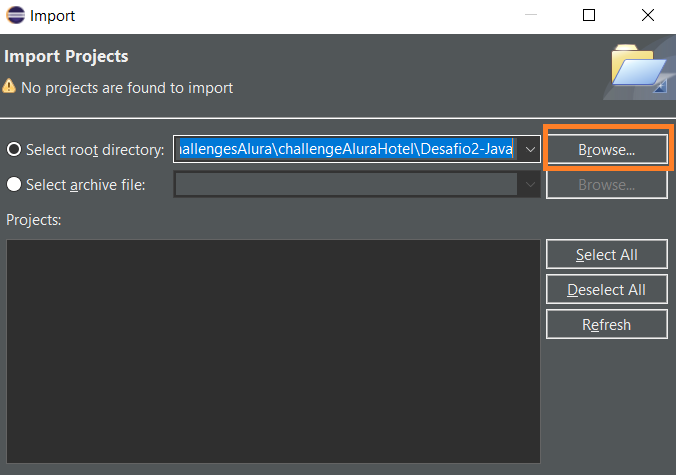 Import
Import Projects
No projects are found to import
Select root directory:
allengesAlura\challengeAluraHotel\Desafio2-Java
Browse...
Select archive file:
Browse...
Projects:
Select All
Deselect All
Refresh